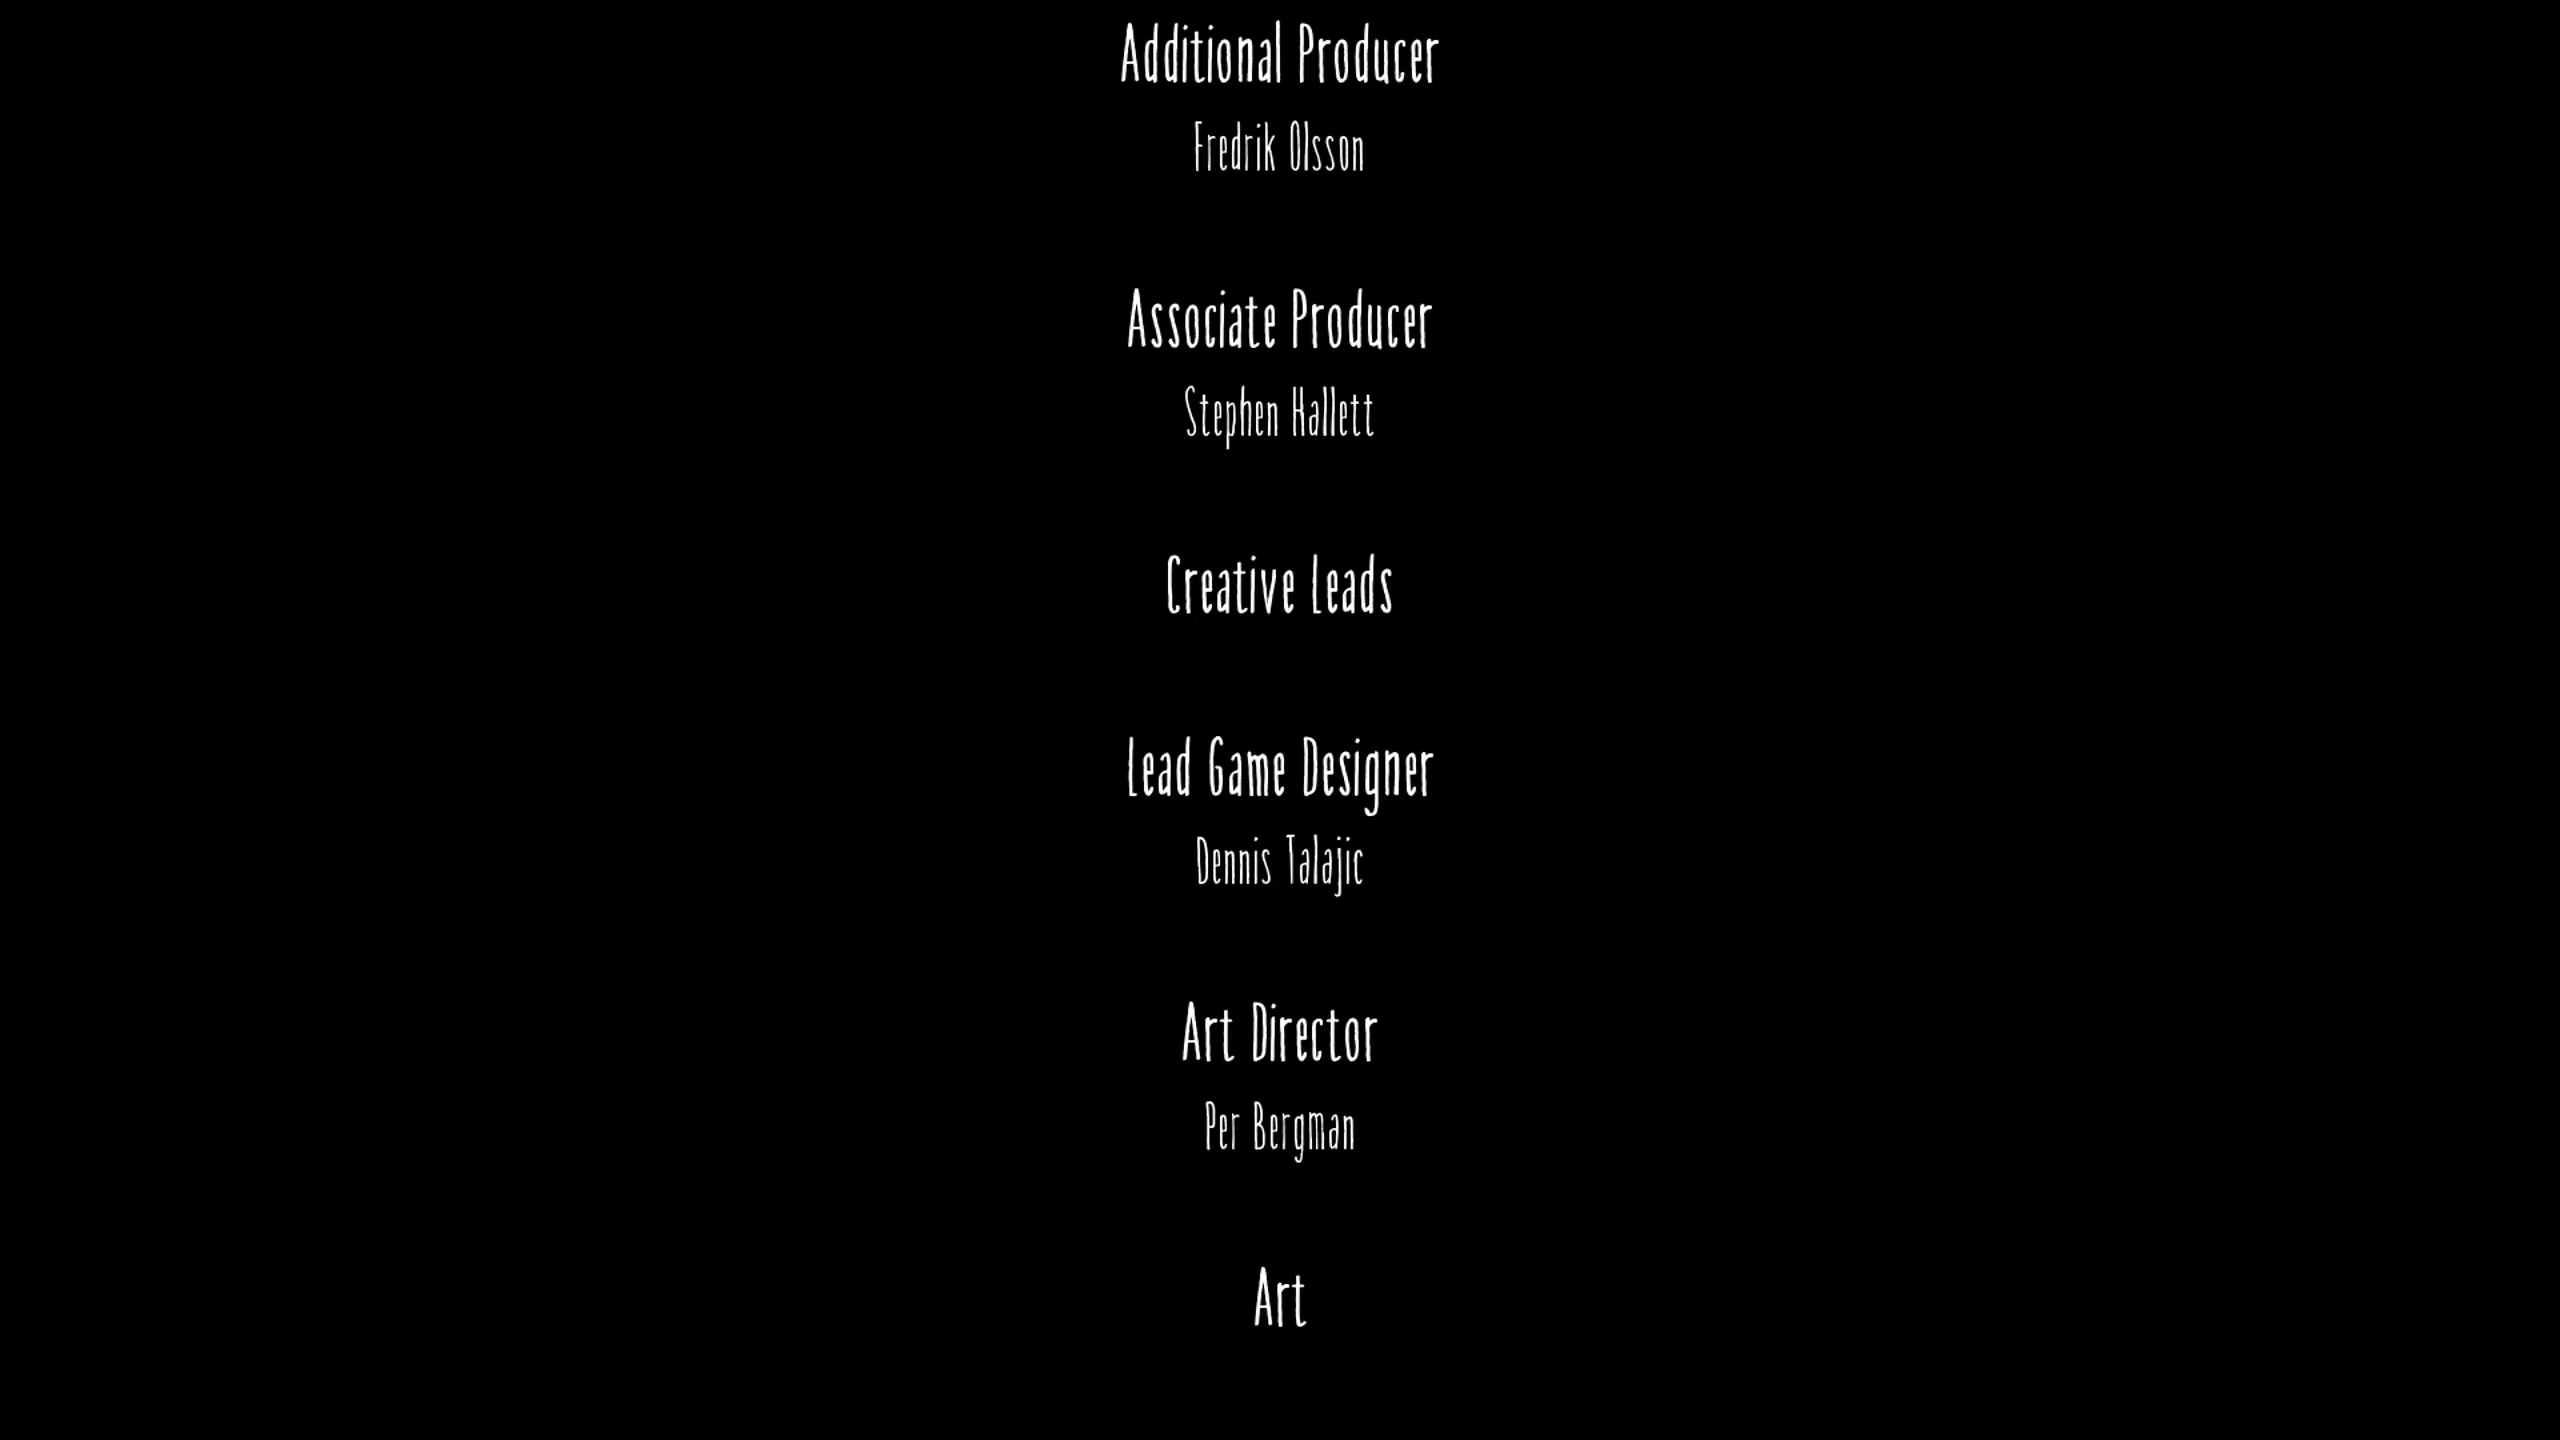 Additional Producer
Fredrik Olsson
Associate Producer
Stephen Hallett
Creative Leads
Lead Game Designer
Dennis Talajic
Art Director
Per Bergman
Art